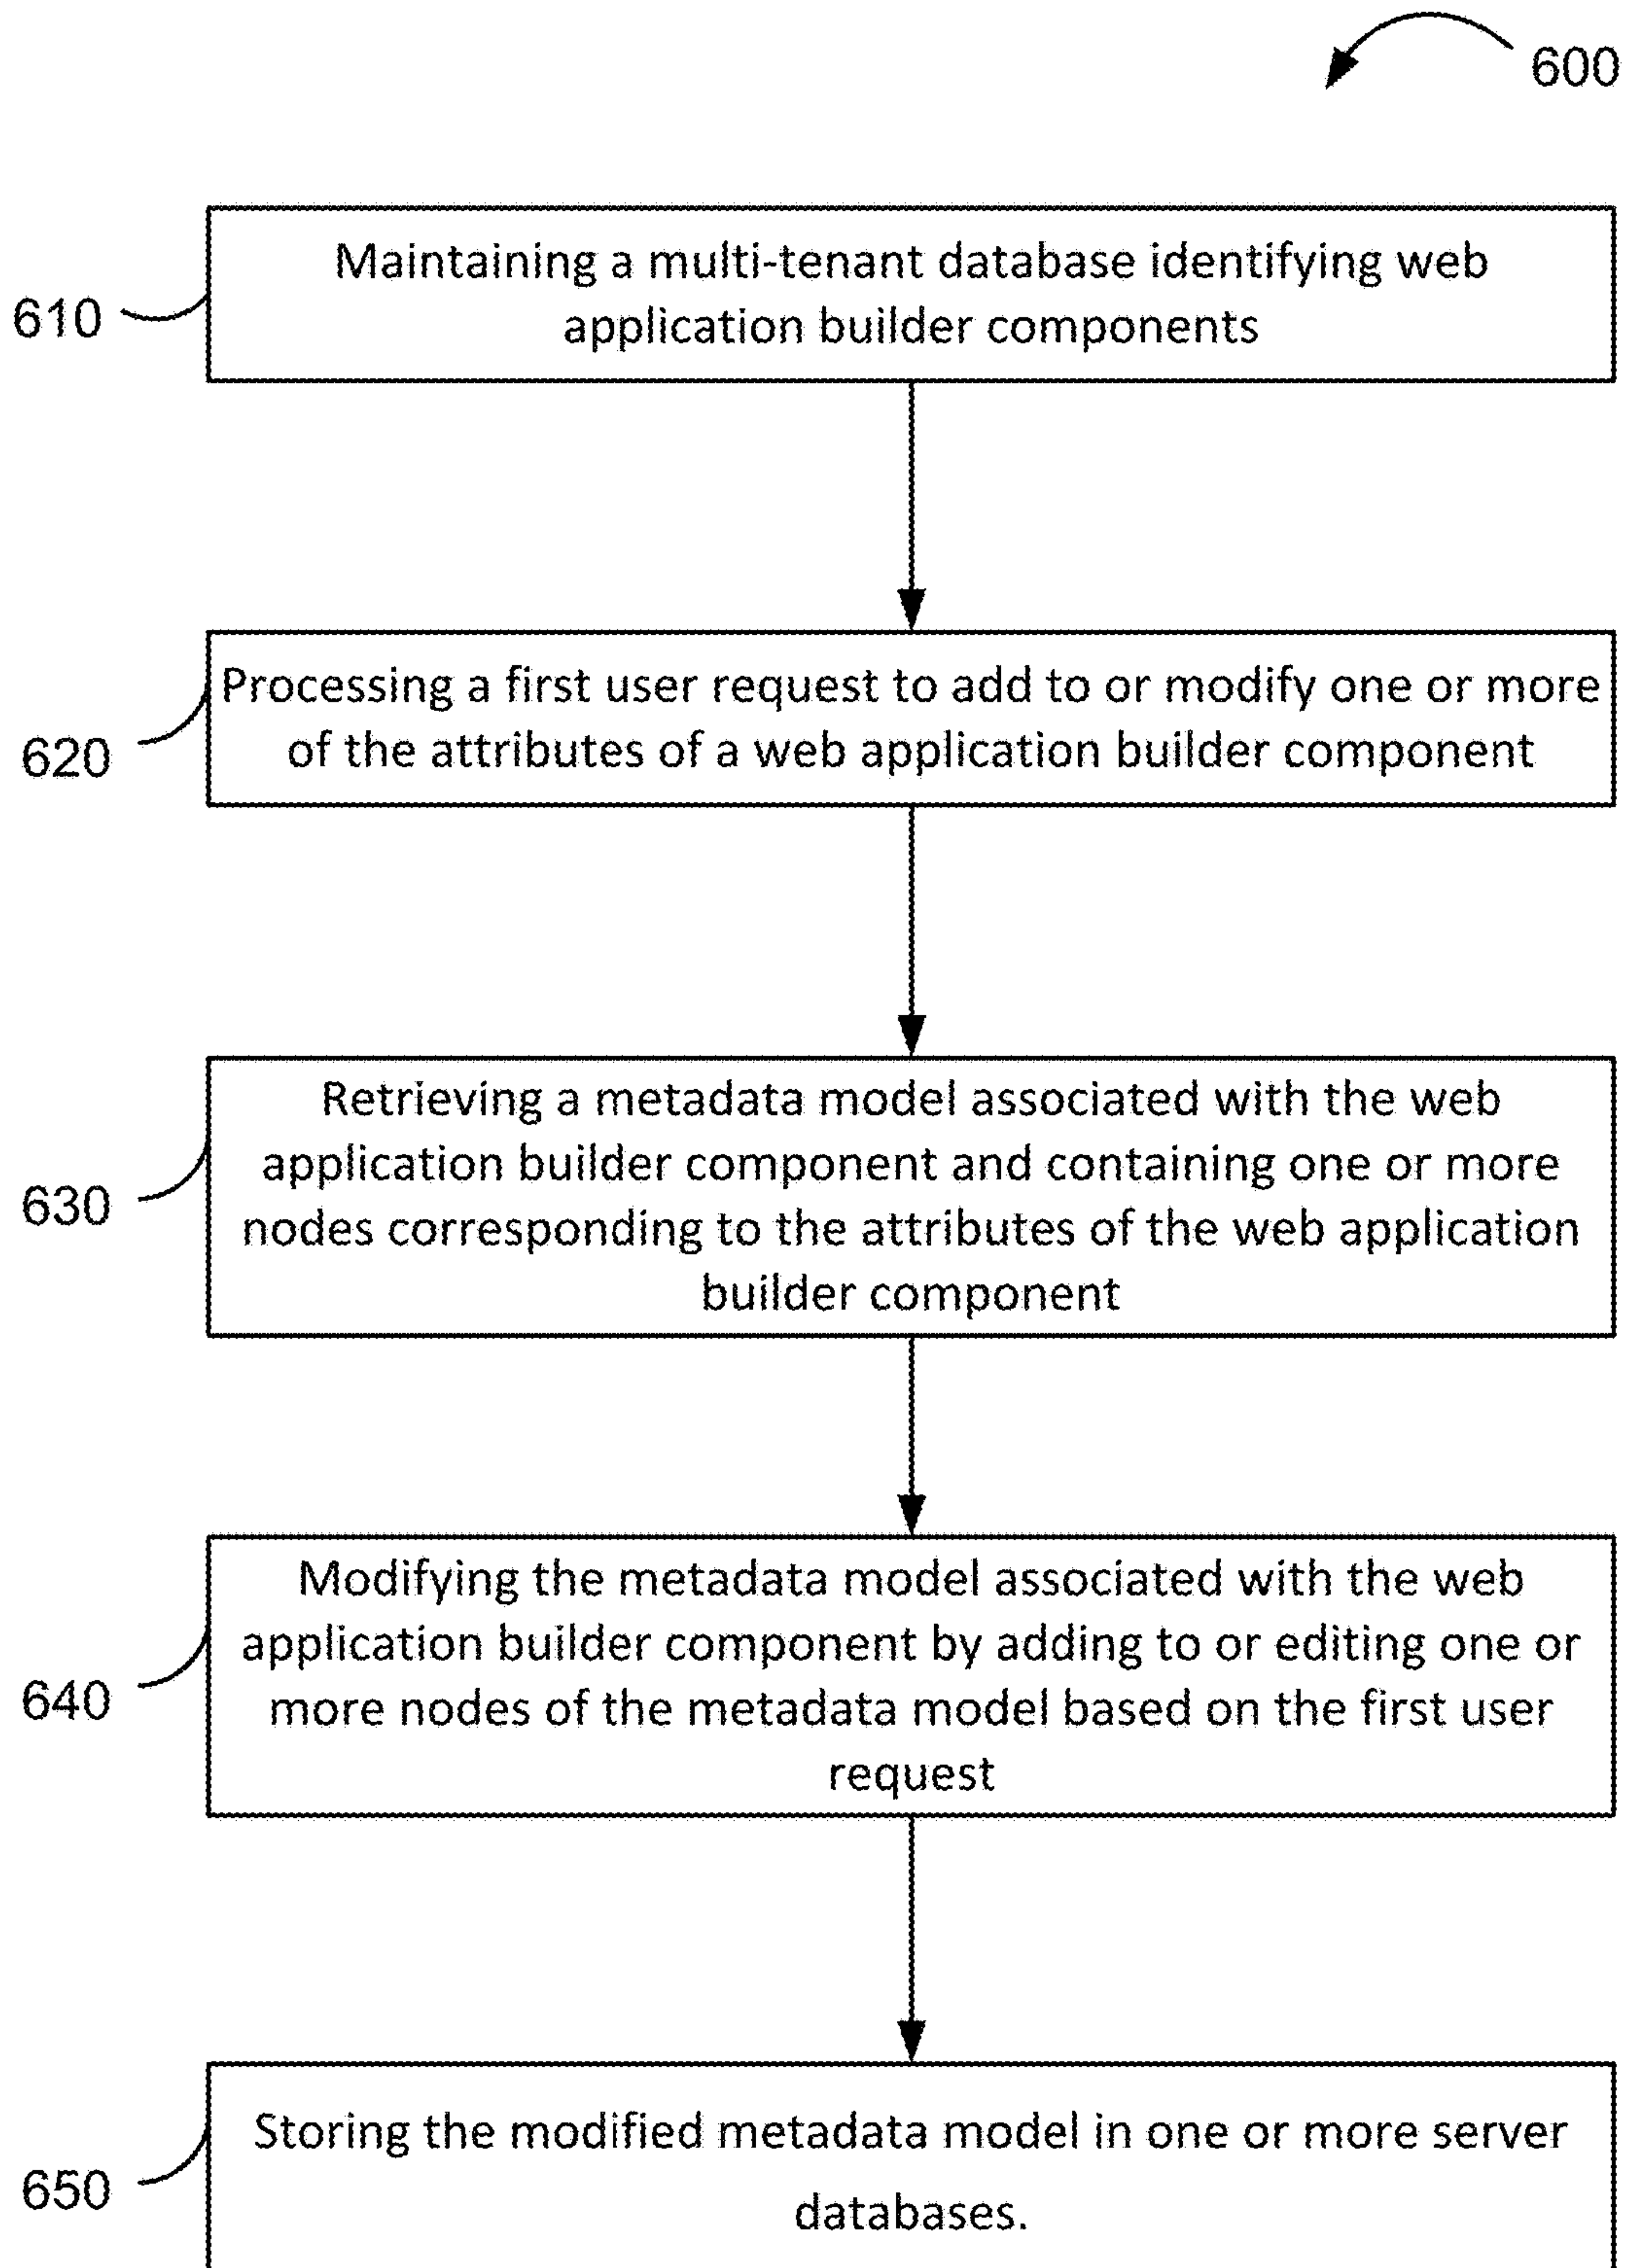 600
Maintaining a multi-tenant database identifying web
application builder components
610
Processing a first user request to add to or modify one or more
of the attributes of a web application builder component
620
Retrieving a metadata model associated with the web
application builder component and containing one or more
nodes corresponding to the attributes of the web application
builder component
630
Modifying the metadata model associated with the web
application builder component by adding to or editing one or
more nodes of the metadata model based on the first user
request
640
Storing the modified metadata model in one or more server
databases.
650